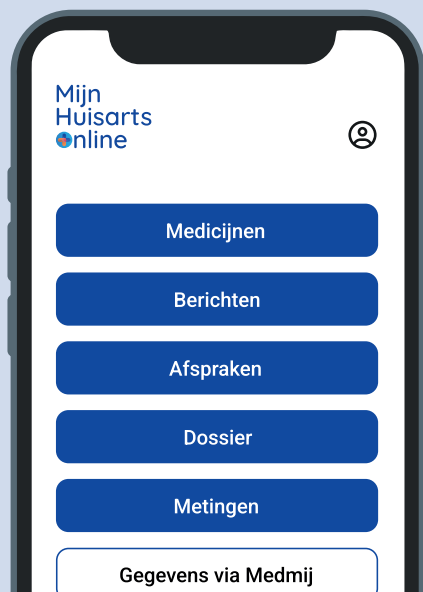 Mijn
Huisarts
Online
Medicijnen
Berichten
Afspraken
Dossier
Metingen
Gegevens via Medmij